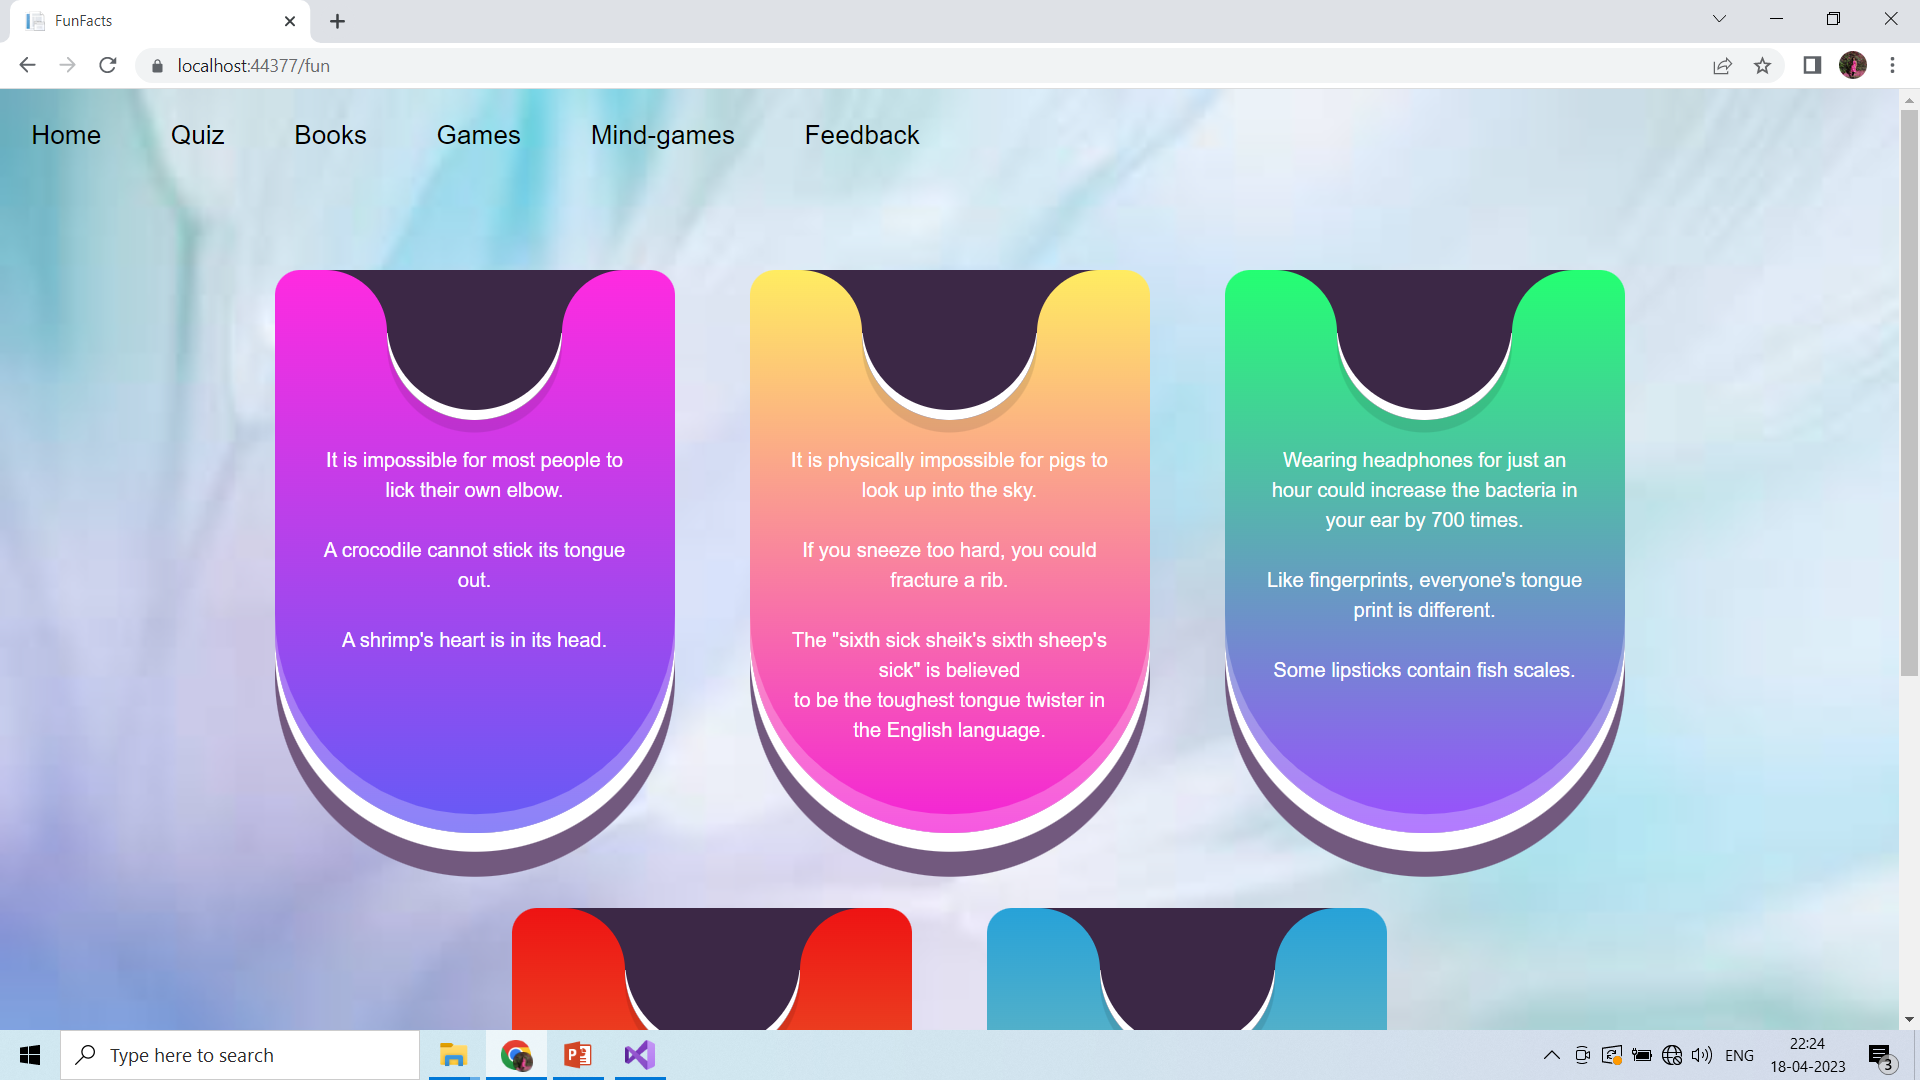 FunFacts
localhost:44377/fun
Home Quiz Books Games Mind-games Feedback
It is impossible for most people to
lick their own elbow.
A crocodile cannot stick its tongue
out.
A shrimp's heart is in its head.
It is physically impossible for pigs to
look up into the sky.
If you sneeze too hard, you could
fracture a rib.
The "sixth sick sheik's sixth sheep's
sick" is believed
to be the toughest tongue twister in
the English language.
Wearing headphones for just an
hour could increase the bacteria in
your ear by 700 times.
Like fingerprints, everyone's tongue
print is different.
Some lipsticks contain fish scales.
Type here to search
ENG
22:24
18-04-2023
3